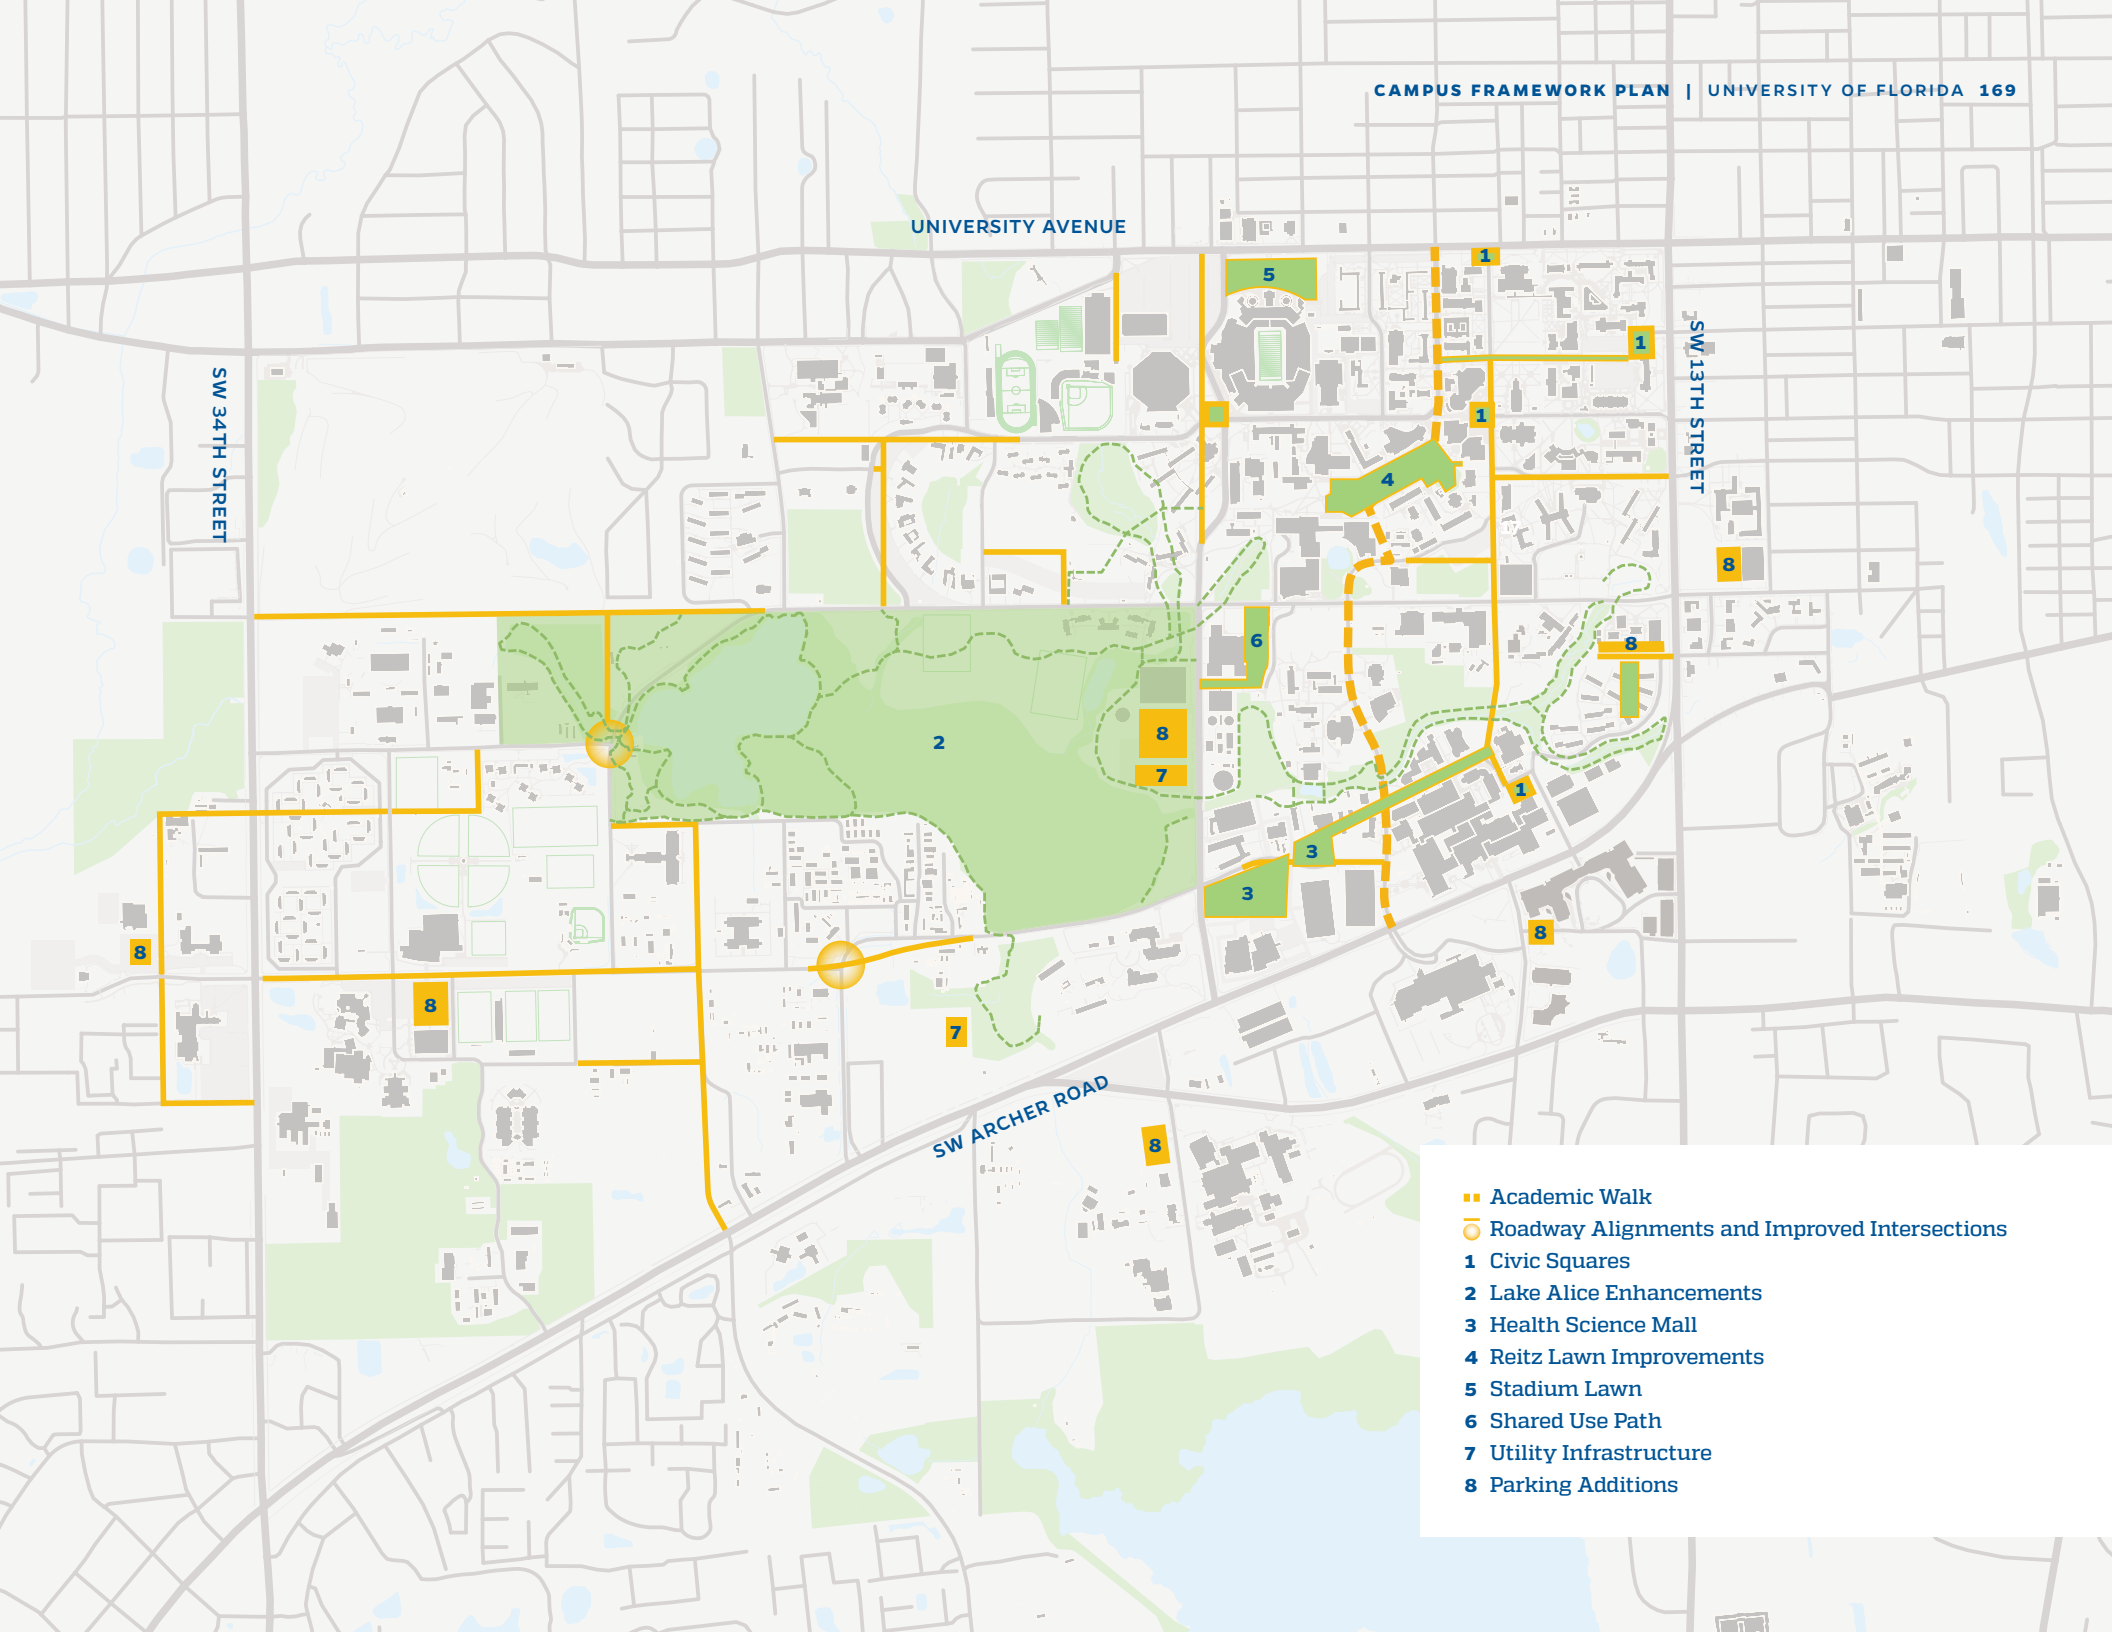 CAMPUS FRAMEWORK PLAN | UNIVERSITY OF FLORIDA 169
UNIVERSITY AVENUE
1
5
1
SW 13TH STREET
SW 34TH STREET
1
4
8
6
8
2
8
7
1
3
3
8
8
8
7
SW ARCHER ROAD
8
Academic Walk
Roadway Alignments and Improved Intersections
1 Civic Squares
2 Lake Alice Enhancements
3 Health Science Mall
4 Reitz Lawn Improvements
5 Stadium Lawn
6 Shared Use Path
7 Utility Infrastructure
8 Parking Additions